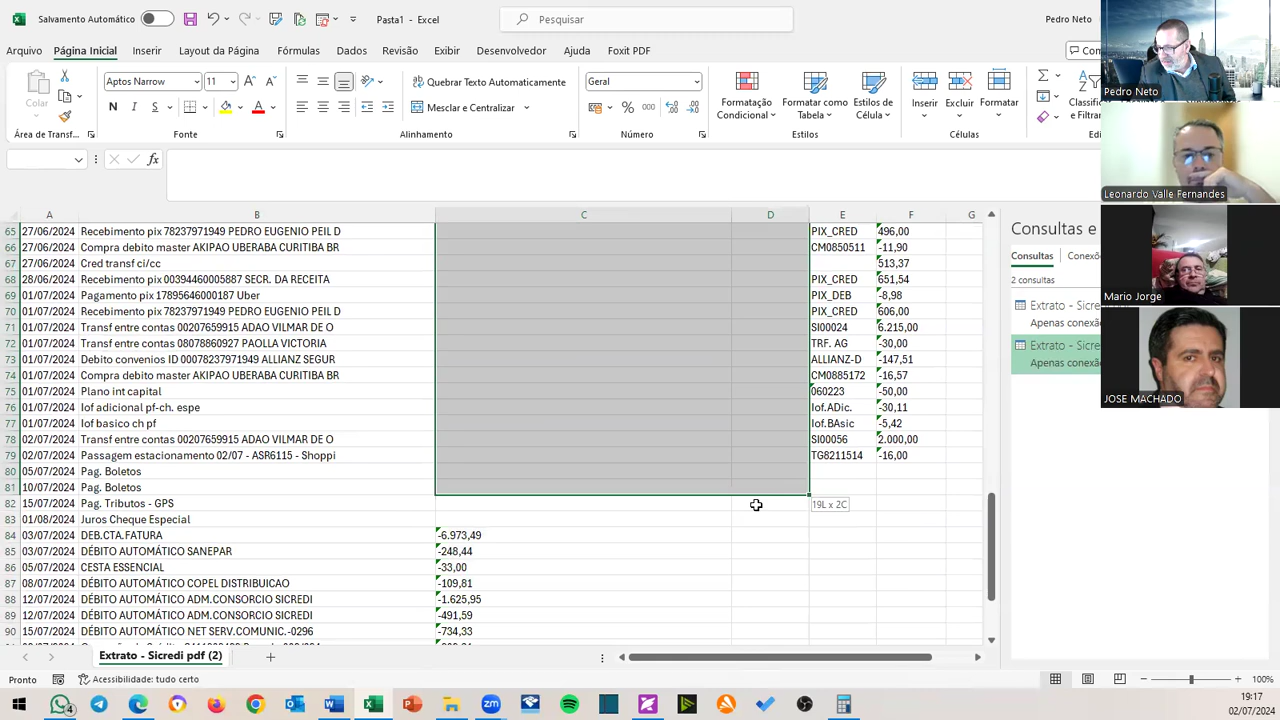 Salvamento Automático
Pasta1 - Excel
Pesquisar
Pedro Neto
Arquivo Página Inicial Inserir Layout da Página Fórmulas Dados Revisão Exibir Desenvolvedor Ajuda Foxit PDF
Colar
Aptos Narrow 11
N I S
Quebrar Texto Automaticamente
Mesclar e Centralizar
Geral
Formatação Condicional
Formatar como Tabela
Estilos de Célula
Inserir Excluir Formatar
Área de Transf...
Fonte
Alinhamento
Número
Estilos
Células
fx
A B C D E F G
65 27/06/2024 Recebimento pix 78237971949 PEDRO EUGENIO PEIL D PIX_CRED 496,00
66 27/06/2024 Compra debito master AKIPAO UBERABA CURITIBA BR CM0850511 -11,90
67 27/06/2024 Cred transf ci/cc 513,37
68 28/06/2024 Recebimento pix 00394460005887 SECR. DA RECEITA PIX_CRED 651,54
69 01/07/2024 Pagamento pix 17895646000187 Uber PIX_DEB -8,98
70 01/07/2024 Recebimento pix 78237971949 PEDRO EUGENIO PEIL D PIX_CRED 606,00
71 01/07/2024 Transf entre contas 00207659915 ADAO VILMAR DE O SI00024 6.215,00
72 01/07/2024 Transf entre contas 08078860927 PAOLLA VICTORIA TRF. AG -30,00
73 01/07/2024 Debito convenios ID 00078237971949 ALLIANZ SEGUR ALLIANZ-D -147,51
74 01/07/2024 Compra debito master AKIPAO UBERABA CURITIBA BR CM0885172 -16,57
75 01/07/2024 Plano int capital 060223 -50,00
76 01/07/2024 Iof adicional pf-ch. espe Iof.ADic. -30,11
77 01/07/2024 Iof basico ch pf Iof.BAsic -5,42
78 02/07/2024 Transf entre contas 00207659915 ADAO VILMAR DE O SI00056 2.000,00
79 02/07/2024 Passagem estacionamento 02/07 - ASR6115 - Shoppi TG8211514 -16,00
80 05/07/2024 Pag. Boletos
81 10/07/2024 Pag. Boletos
82 15/07/2024 Pag. Tributos - GPS 19L x 2C
83 01/08/2024 Juros Cheque Especial
84 03/07/2024 DEB.CTA.FATURA -6.973,49
85 03/07/2024 DÉBITO AUTOMÁTICO SANEPAR -248,44
86 05/07/2024 CESTA ESSENCIAL -33,00
87 08/07/2024 DÉBITO AUTOMÁTICO COPEL DISTRIBUICAO -109,81
88 12/07/2024 DÉBITO AUTOMÁTICO ADM.CONSORCIO SICREDI -1.625,95
89 12/07/2024 DÉBITO AUTOMÁTICO ADM.CONSORCIO SICREDI -491,59
90 15/07/2024 DÉBITO AUTOMÁTICO NET SERV.COMUNIC.-0296 -734,33
Consultas e
Consultas Conexõe
2 consultas
Extrato - Sicre
Apenas conexã
Extrato - Sicre
Apenas conexã
Pedro Neto
Leonardo Valle Fernandes
Mario Jorge
JOSE MACHADO
Extrato - Sicredi pdf (2)
Pronto
Acessibilidade: tudo certo
100%
4
19:17
02/07/2024